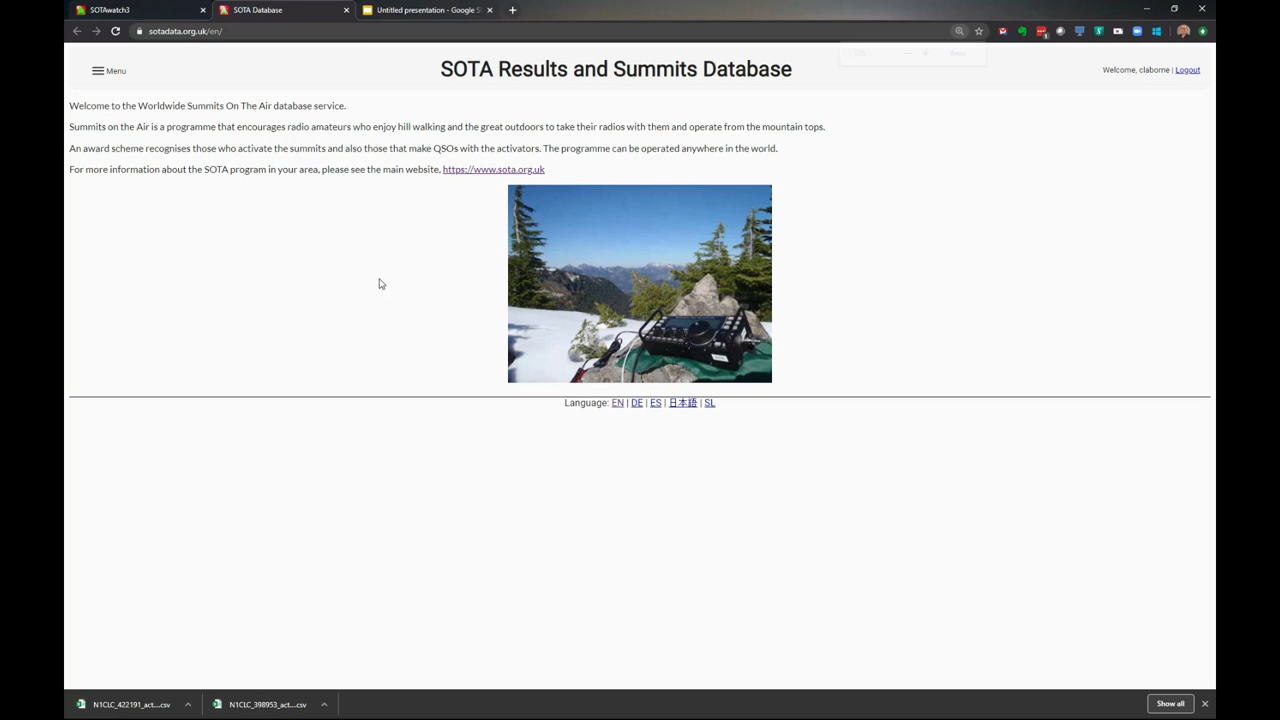 SOTAwatch3
SOTA Database
Untitled presentation - Google S
sotadata.org.uk/en/
Menu
SOTA Results and Summits Database
Welcome, claborne | Logout
Welcome to the Worldwide Summits On The Air database service.
Summits on the Air is a programme that encourages radio amateurs who enjoy hill walking and the great outdoors to take their radios with them and operate from the mountain tops.
An award scheme recognises those who activate the summits and also those that make QSOs with the activators. The programme can be operated anywhere in the world.
For more information about the SOTA program in your area, please see the main website, https://www.sota.org.uk
Language: EN | DE | ES | 日本語 | SL
N1CLC_422191_act....csv
N1CLC_398953_act....csv
Show all